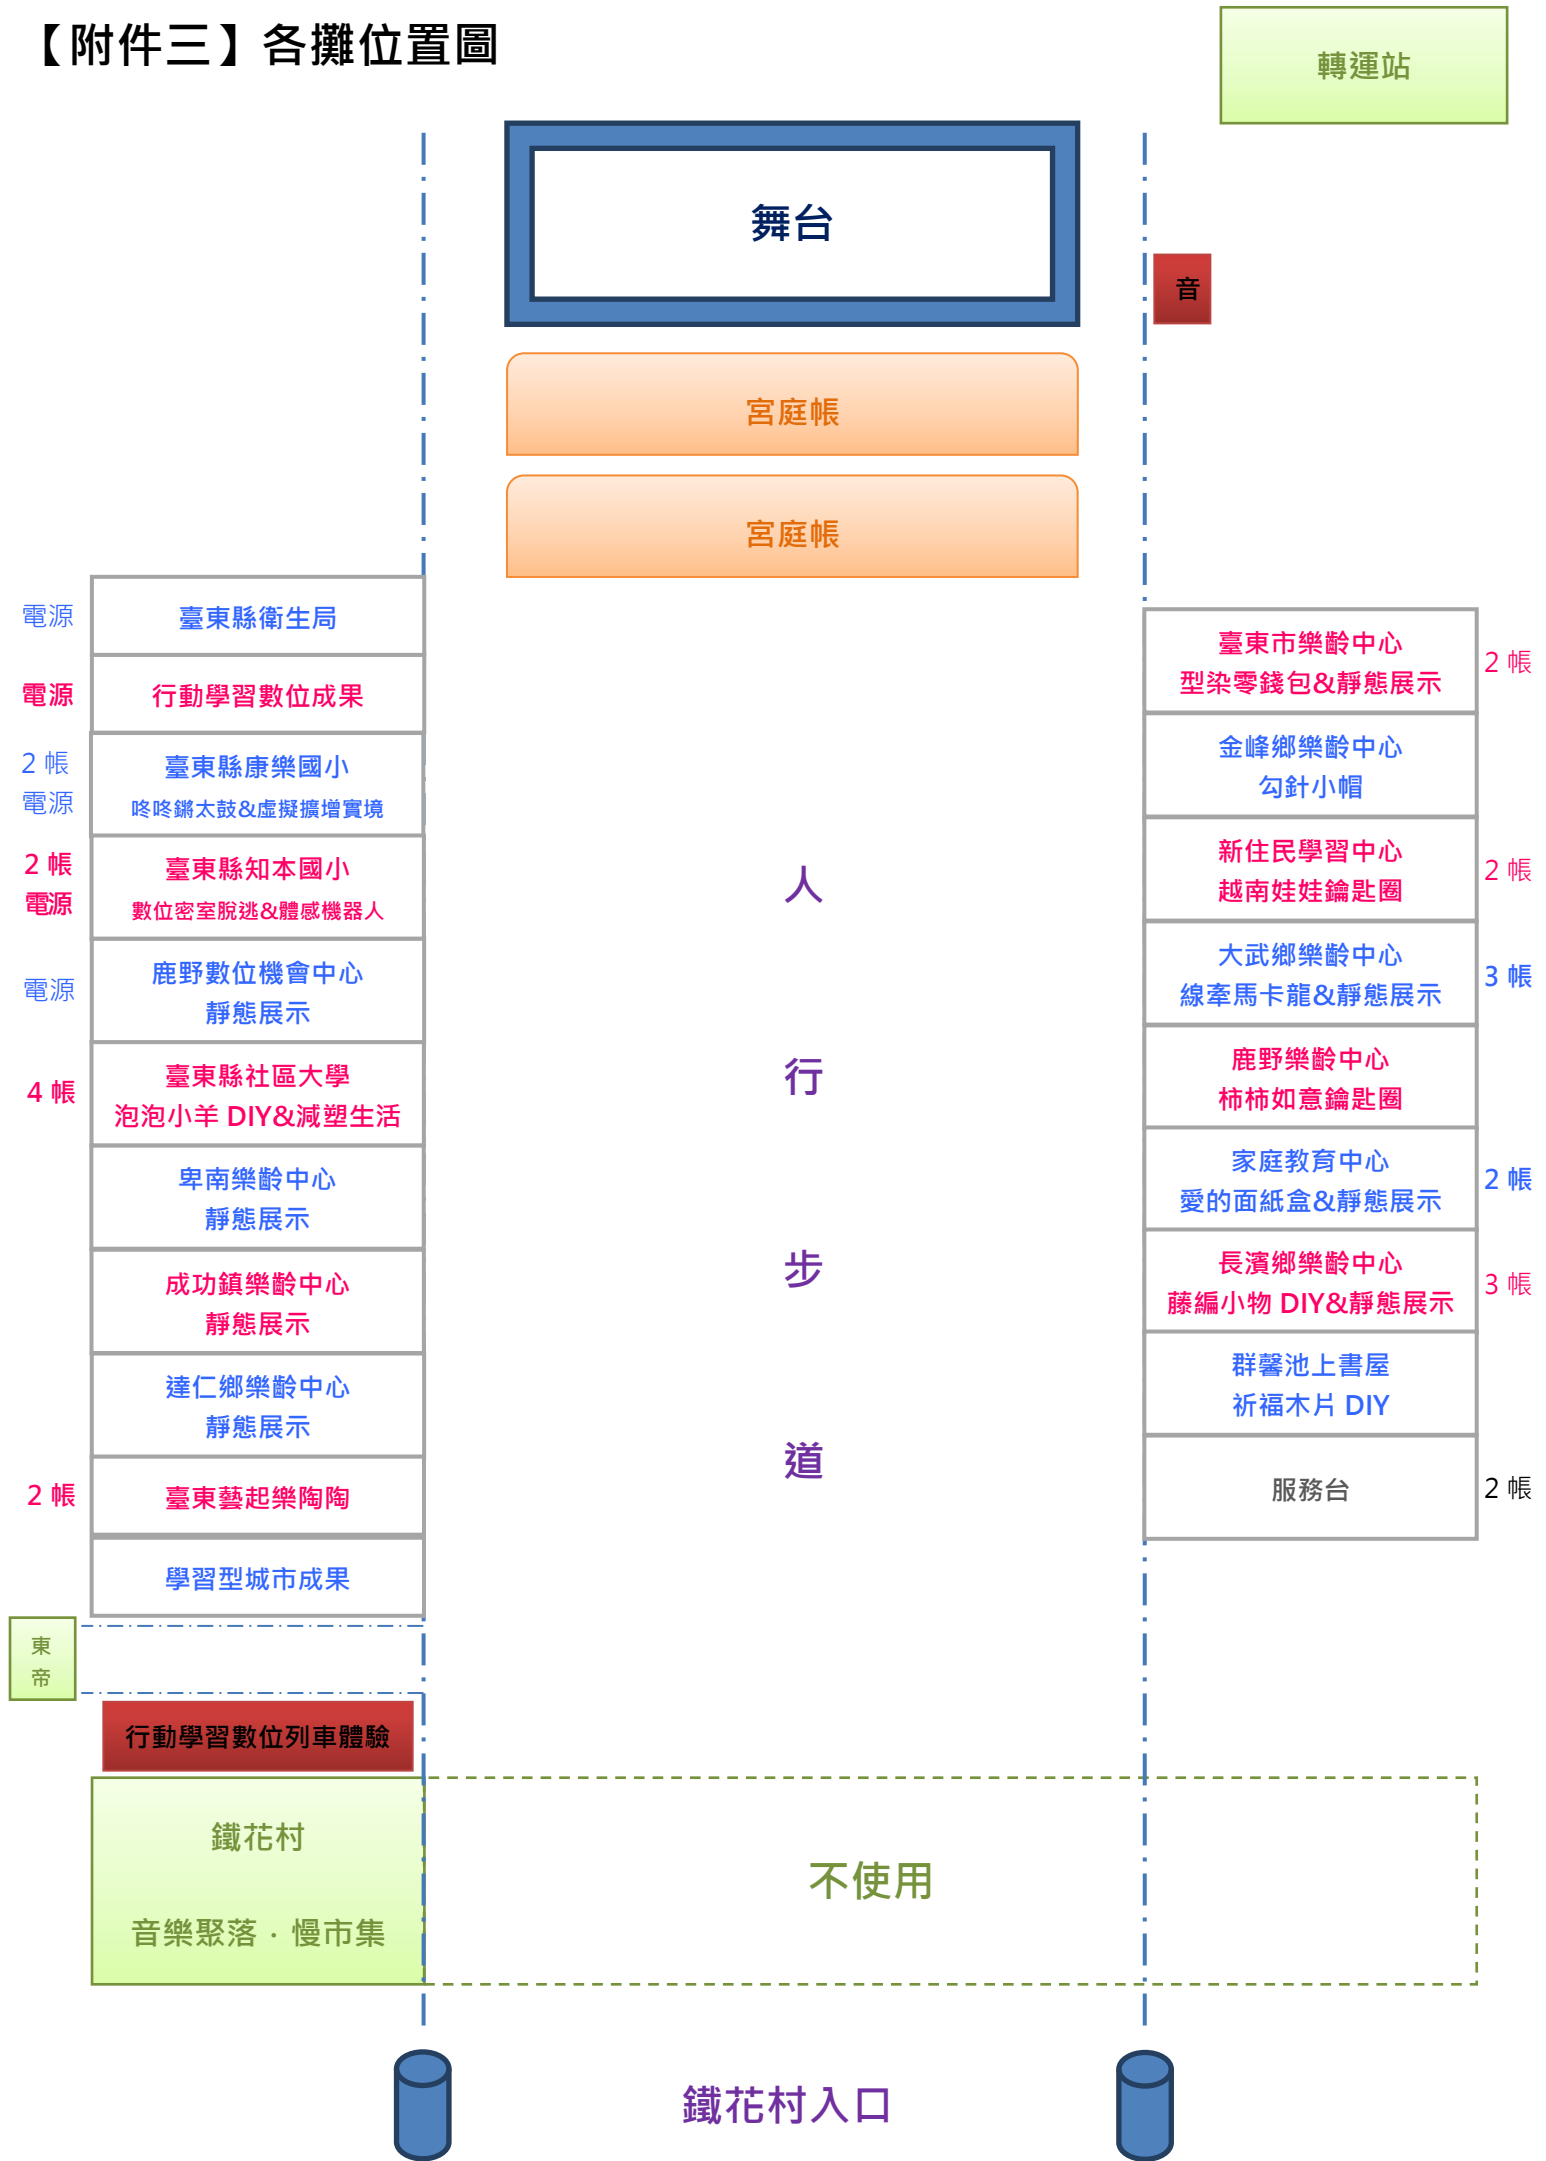 【附件三】各攤位置圖
轉運站
舞台
音
宮庭帳
宮庭帳
電源
臺東縣衛生局
電源
行動學習數位成果
2 帳
電源
臺東縣康樂國小
咚咚鏘太鼓&虛擬擴增實境
2 帳
電源
臺東縣知本國小
數位密室脫逃&體感機器人
電源
鹿野數位機會中心
靜態展示
4 帳
臺東縣社區大學
泡泡小羊 DIY&減塑生活
卑南樂齡中心
靜態展示
成功鎮樂齡中心
靜態展示
達仁鄉樂齡中心
靜態展示
2 帳
臺東藝起樂陶陶
學習型城市成果
人
行
步
道
臺東市樂齡中心
型染零錢包&靜態展示
2 帳
金峰鄉樂齡中心
勾針小帽
新住民學習中心
越南娃娃鑰匙圈
2 帳
大武鄉樂齡中心
線牽馬卡龍&靜態展示
3 帳
鹿野樂齡中心
柿柿如意鑰匙圈
家庭教育中心
愛的面紙盒&靜態展示
2 帳
長濱鄉樂齡中心
藤編小物 DIY&靜態展示
3 帳
群馨池上書屋
祈福木片 DIY
服務台
2 帳
東
帝
行動學習數位列車體驗
鐵花村
音樂聚落．慢市集
不使用
鐵花村入口